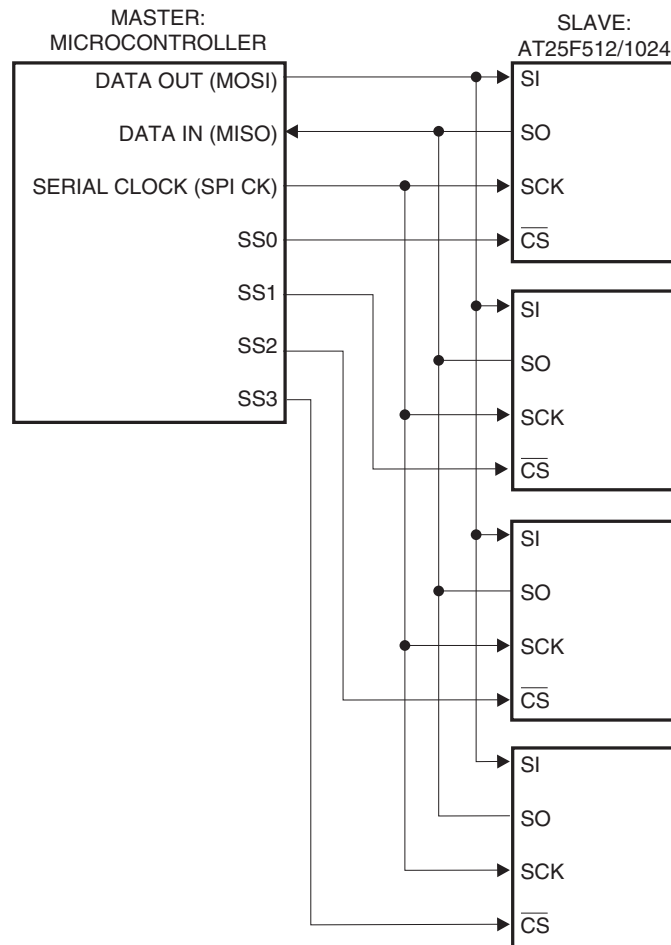 MASTER:
MICROCONTROLLER
SLAVE:
AT25F512/1024
DATA OUT (MOSI)
DATA IN (MISO)
SERIAL CLOCK (SPI CK)
SS0
SS1
SS2
SS3
SI
SO
SCK
CS
SI
SO
SCK
CS
SI
SO
SCK
CS
SI
SO
SCK
CS